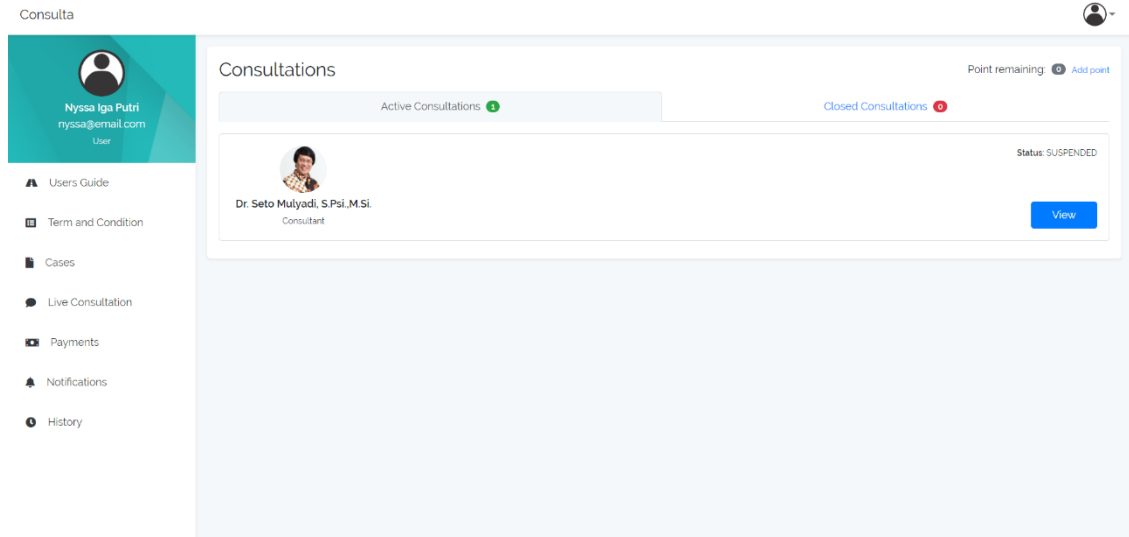 Consulta
Nyssa Iga Putri
nyssa@email.com
User
Users Guide
Term and Condition
Cases
Live Consultation
Payments
Notifications
History
Consultations
Point remaining: 0 Add point
Active Consultations 1
Closed Consultations 0
Status: SUSPENDED
Dr. Seto Mulyadi, S.Psi.,M.Si.
Consultant
View